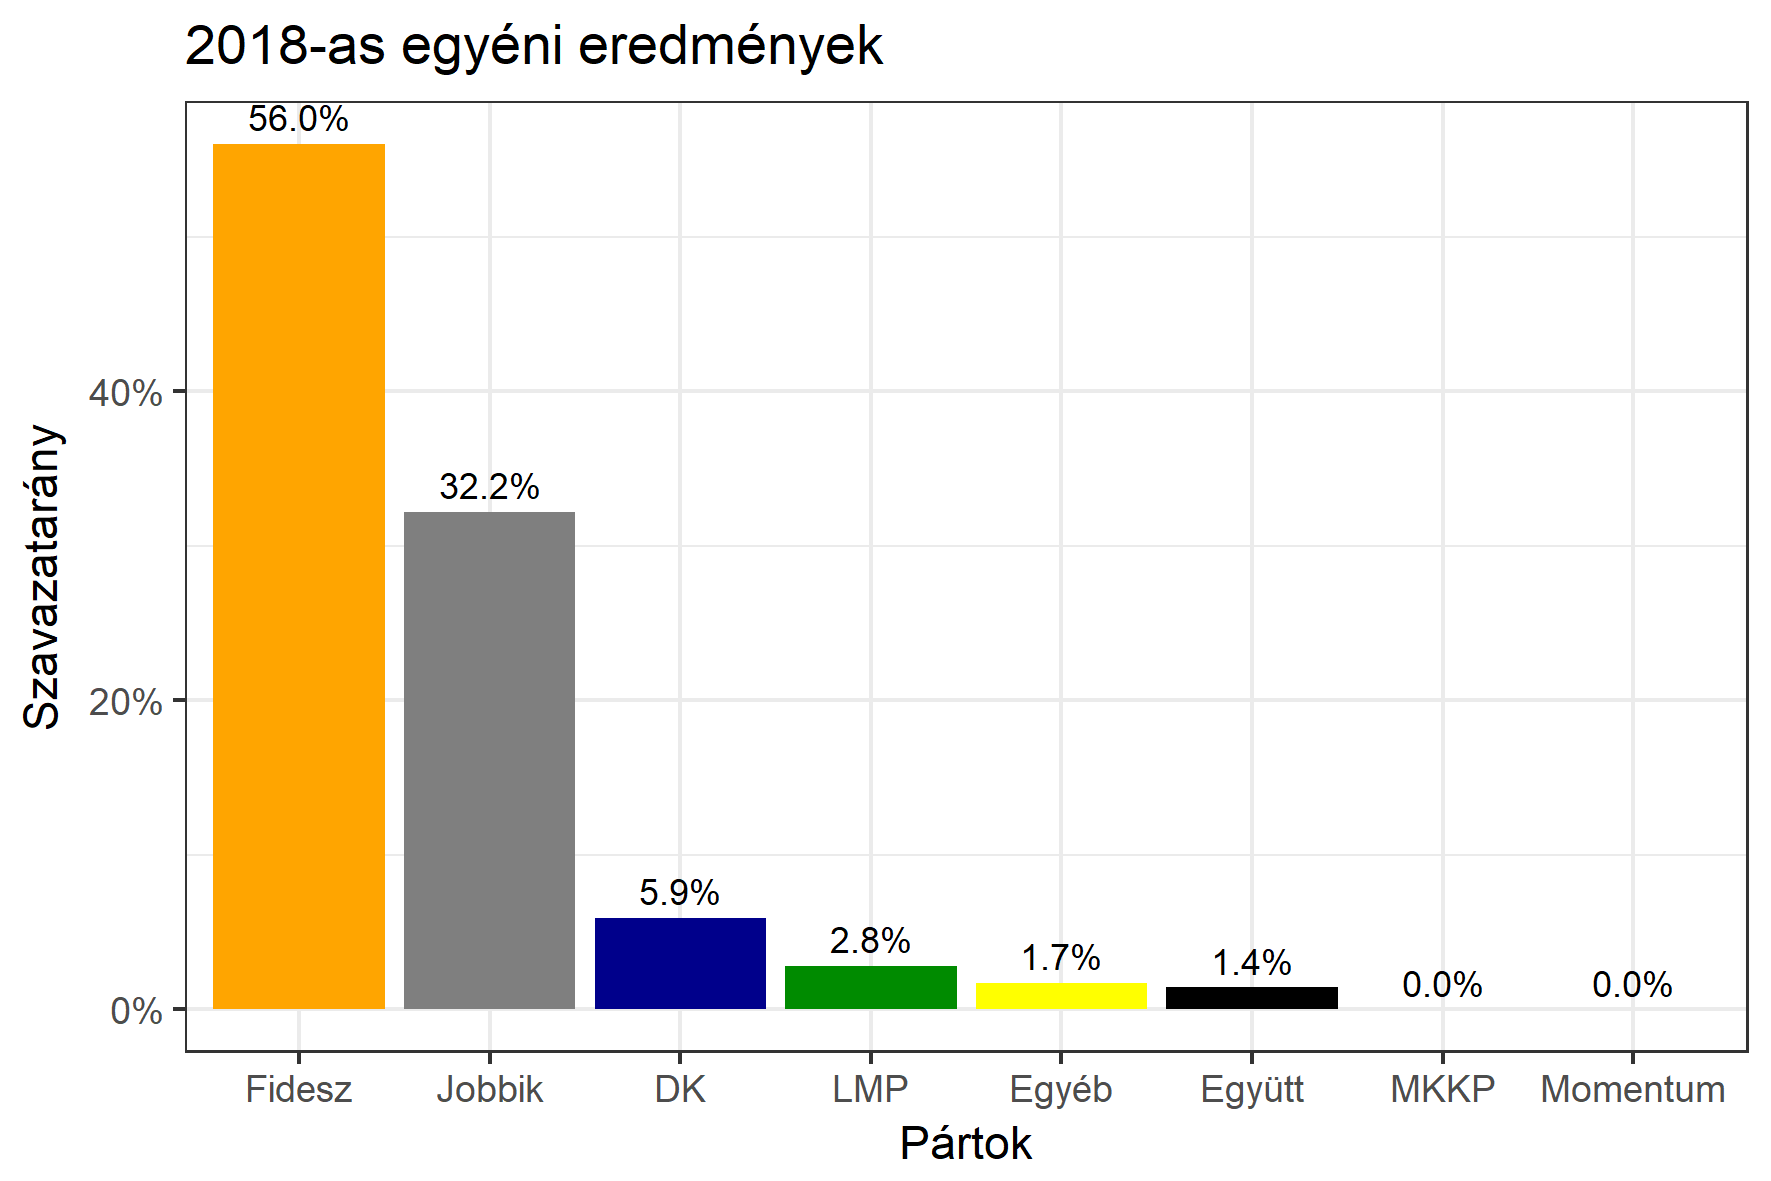 2018-as egyéni eredmények
56.0%
32.2%
5.9%
2.8%
1.7%
1.4%
0.0%
0.0%
40%
20%
0%
Szavazatarány
Fidesz Jobbik DK LMP Egyéb Együtt MKKP Momentum
Pártok